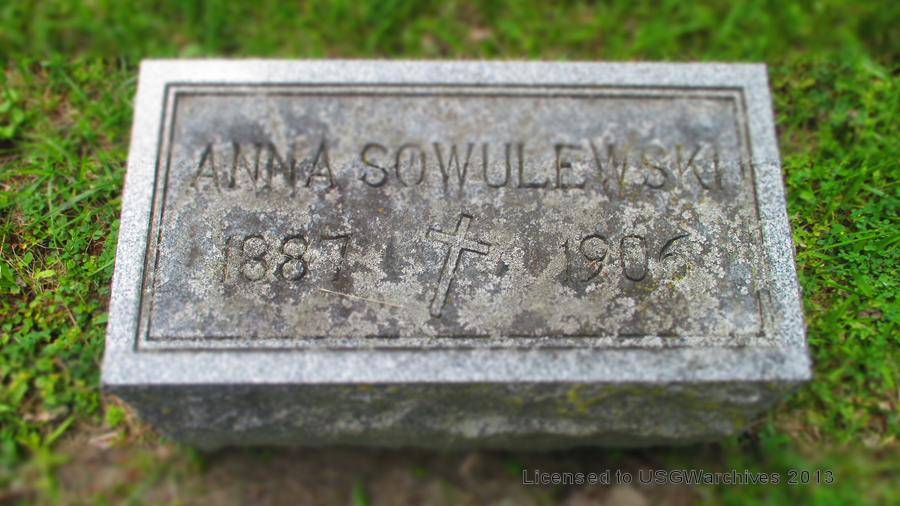 ANNA SOWULEWSKI
1887 1906
Licensed to USGWarchives 2013